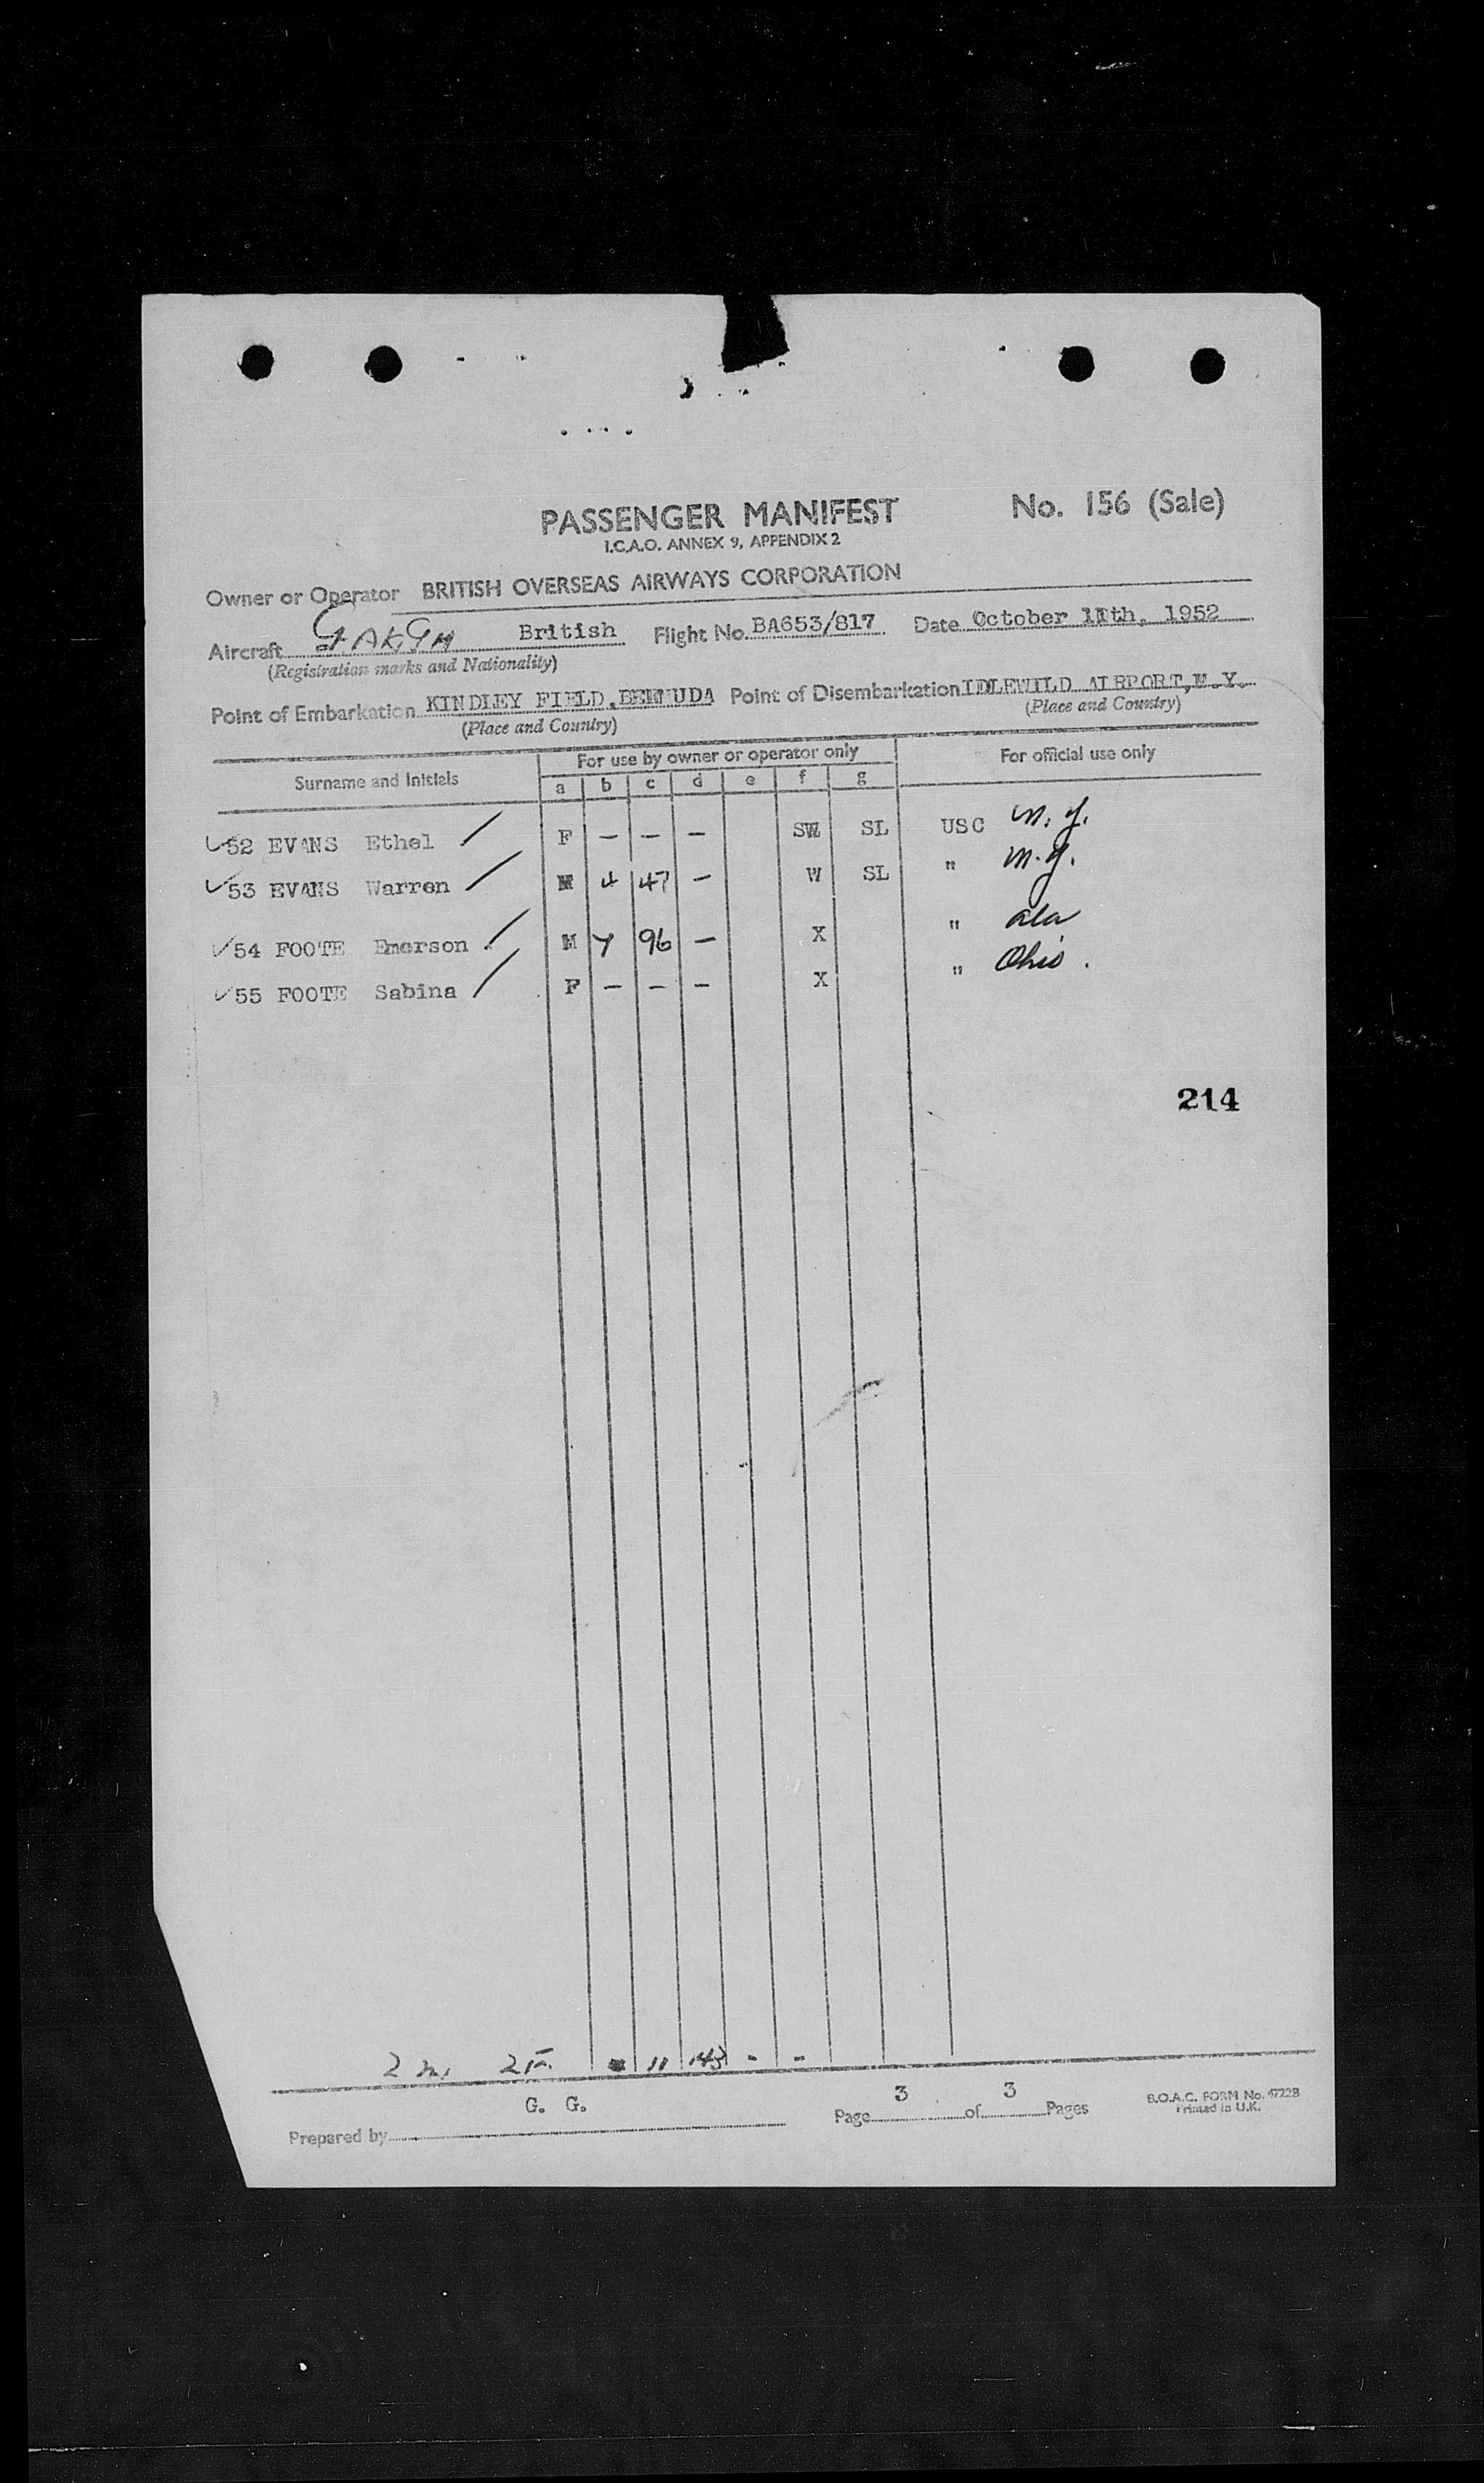 PASSENGER MANIFEST No. 156 (Sale)
I.C.A.O. ANNEX 9, APPENDIX 2
Owner or Operator BRITISH OVERSEAS AIRWAYS CORPORATION
Aircraft British Flight No. BA653/817 Date October 11th, 1952
(Registration marks and Nationality)
Point of Embarkation KINDLEY FIELD, BERMUDA Point of Disembarkation IDLEWILD AIRPORT, N.Y.
(Place and Country) (Place and Country)
Surname and Initials For use by owner or operator only For official use only
a b c d e f g
52 EVANS Ethel F — — — SW SL USC N.Y.
53 EVANS Warren M 4 47 — W SL " N.Y.
54 FOOTE Emerson M 7 96 — X " Ala
55 FOOTE Sabina F — — — X " Ohio.
214
2 M. 2 F. 11 143 - -
G. G.
Prepared by Page 3 of 3 Pages
B.O.A.C. FORM No. 4722B
Printed in U.K.